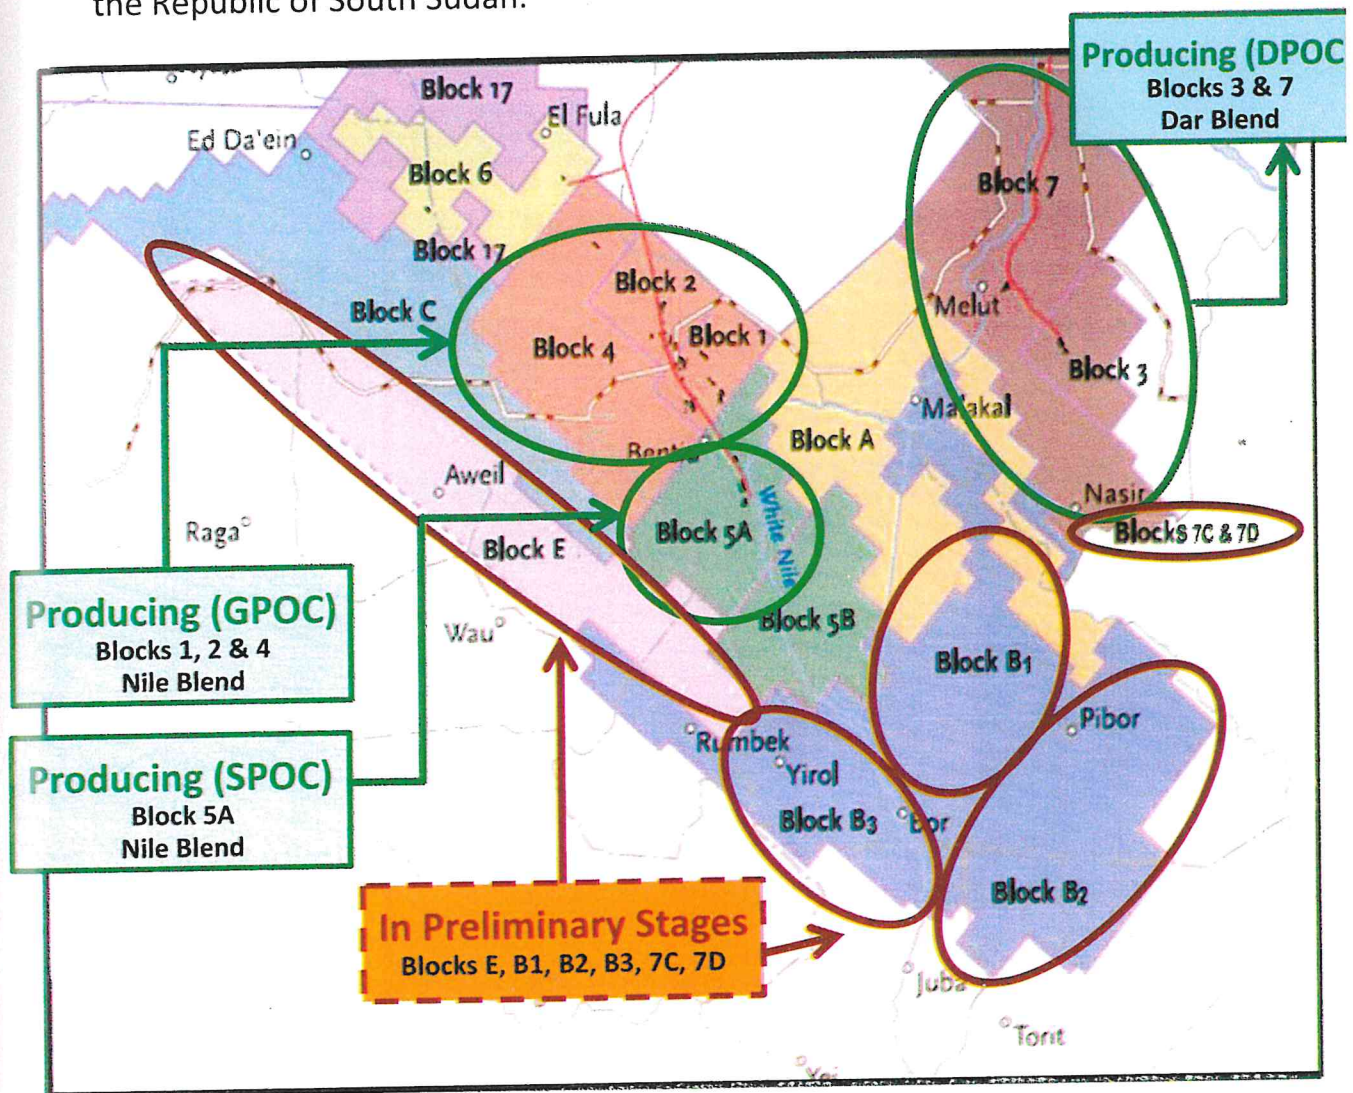 the Republic of South Sudan.
Producing (DPOC
Blocks 3 & 7
Dar Blend
Block 17
El Fula
Ed Da'ein
Block 6
Block 7
Block 17
Block 2
Melut
Block C
Block 1
Block 4
Block 3
Malakal
Block A
Aweil
Nasir
White Nile
Raga
Block 5A
Blocks 7C & 7D
Block E
Producing (GPOC)
Blocks 1, 2 & 4
Nile Blend
Wau
Block 5B
Block B1
Pibor
Rumbek
Yirol
Producing (SPOC)
Block 5A
Nile Blend
Block B3
Bor
Block B2
In Preliminary Stages
Blocks E, B1, B2, B3, 7C, 7D
Juba
Torit